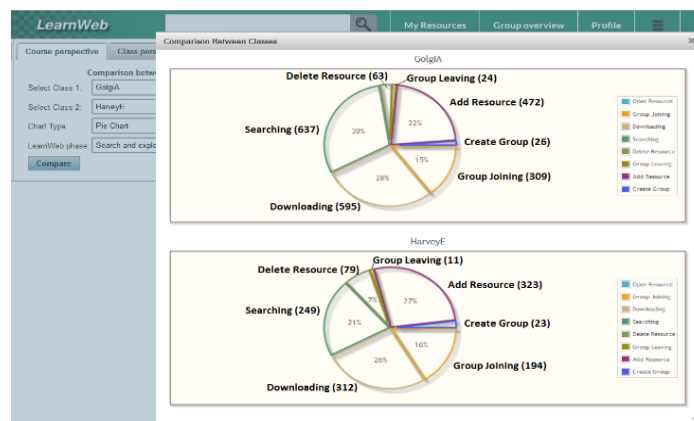 LearnWeb
My Resources Group overview Profile
Course perspective Class pers
Comparison Between Classes
Comparison betwe
Select Class 1: GolgiA
Select Class 2: HarveyE
Chart Type: Pie Chart
LearnWeb phase: Search and explo
Compare
GolgiA
Delete Resource (63)
Group Leaving (24)
Add Resource (472)
Searching (637)
Create Group (26)
Group Joining (309)
Downloading (595)
22%
15%
28%
Open Resource
Group Joining
Downloading
Searching
Delete Resource
Group Leaving
Add Resource
Create Group
HarveyE
Group Leaving (11)
Delete Resource (79)
Add Resource (323)
Searching (249)
Create Group (23)
Group Joining (194)
Downloading (312)
7%
27%
21%
16%
26%
Open Resource
Group Joining
Downloading
Searching
Delete Resource
Group Leaving
Add Resource
Create Group